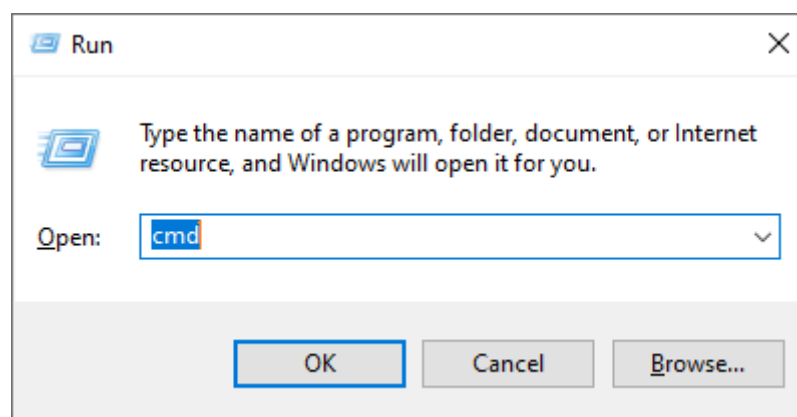 Run
Type the name of a program, folder, document, or Internet
resource, and Windows will open it for you.
Open: cmd
OK Cancel Browse...